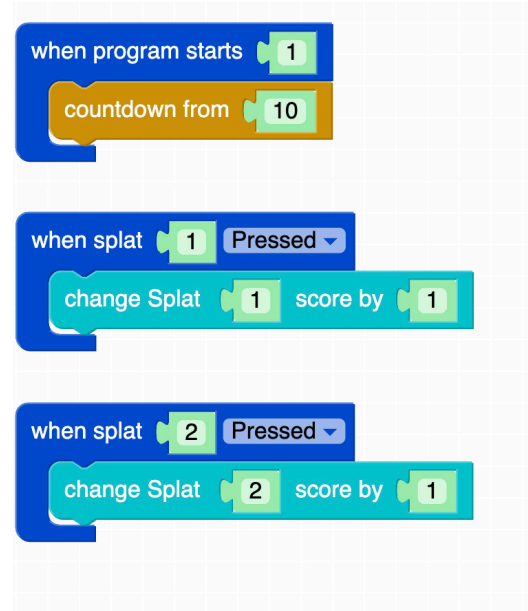 when program starts 1
countdown from 10
when splat 1 Pressed
change Splat 1 score by 1
when splat 2 Pressed
change Splat 2 score by 1